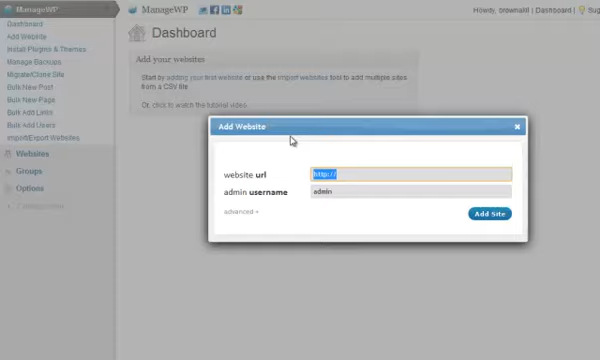 ManageWP
Dashboard
Add Website
Install Plugins & Themes
Manage Backups
Migrate/Clone Site
Bulk New Post
Bulk New Page
Bulk Add Links
Bulk Add Users
Import/Export Websites
Websites
Groups
Options
ManageWP
Howdy, | Dashboard |
Dashboard
Add your websites
Start by adding your first website or use the import websites tool to add multiple sites
from a CSV file
Or, click to watch the tutorial video.
Add Website
website url
http://
admin username
admin
advanced +
Add Site